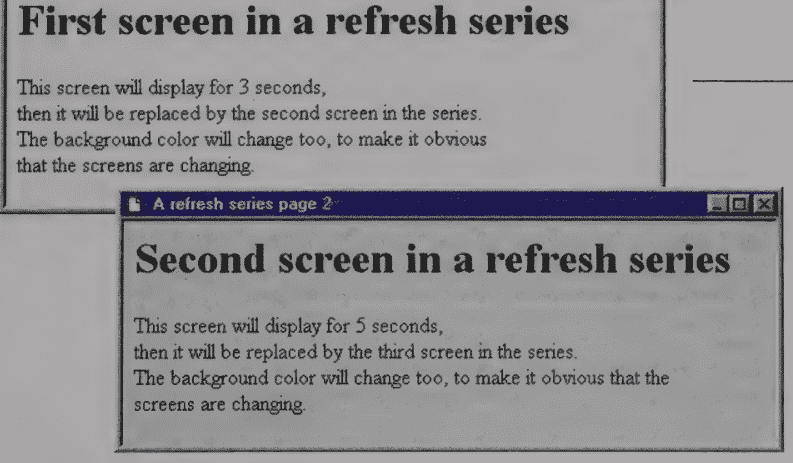 First screen in a refresh series
This screen will display for 3 seconds,
then it will be replaced by the second screen in the series.
The background color will change too, to make it obvious
that the screens are changing.
A refresh series page 2
Second screen in a refresh series
This screen will display for 5 seconds,
then it will be replaced by the third screen in the series.
The background color will change too, to make it obvious that the
screens are changing.